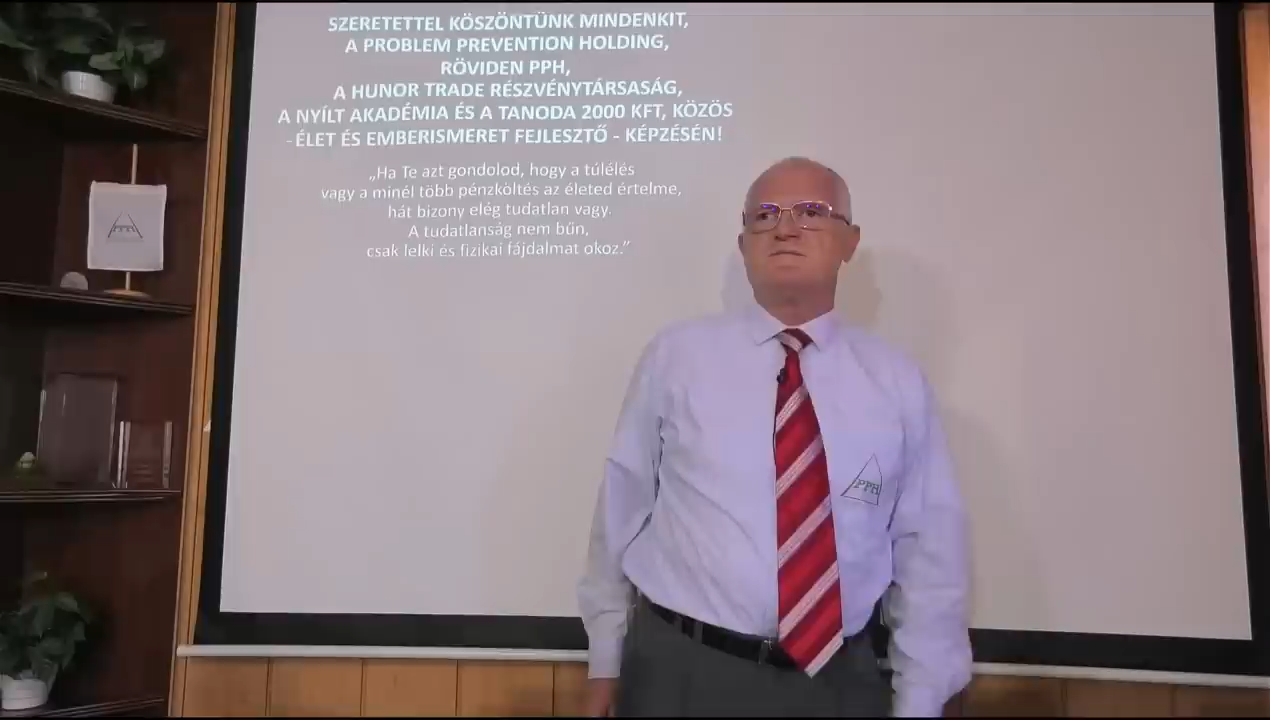 SZERETETTEL KÖSZÖNTÜNK MINDENKIT,
A PROBLEM PREVENTION HOLDING,
RÖVIDEN PPH,
A HUNOR TRADE RÉSZVÉNYTÁRSASÁG,
A NYÍLT AKADÉMIA ÉS A TANODA 2000 KFT, KÖZÖS
- ÉLET ÉS EMBERISMERET FEJLESZTŐ - KÉPZÉSÉN!
„Ha Te azt gondolod, hogy a túlélés
vagy a minél több pénzköltés az életed értelme,
hát bizony elég tudatlan vagy.
A tudatlanság nem bűn,
csak lelki és fizikai fájdalmat okoz.”
PPH